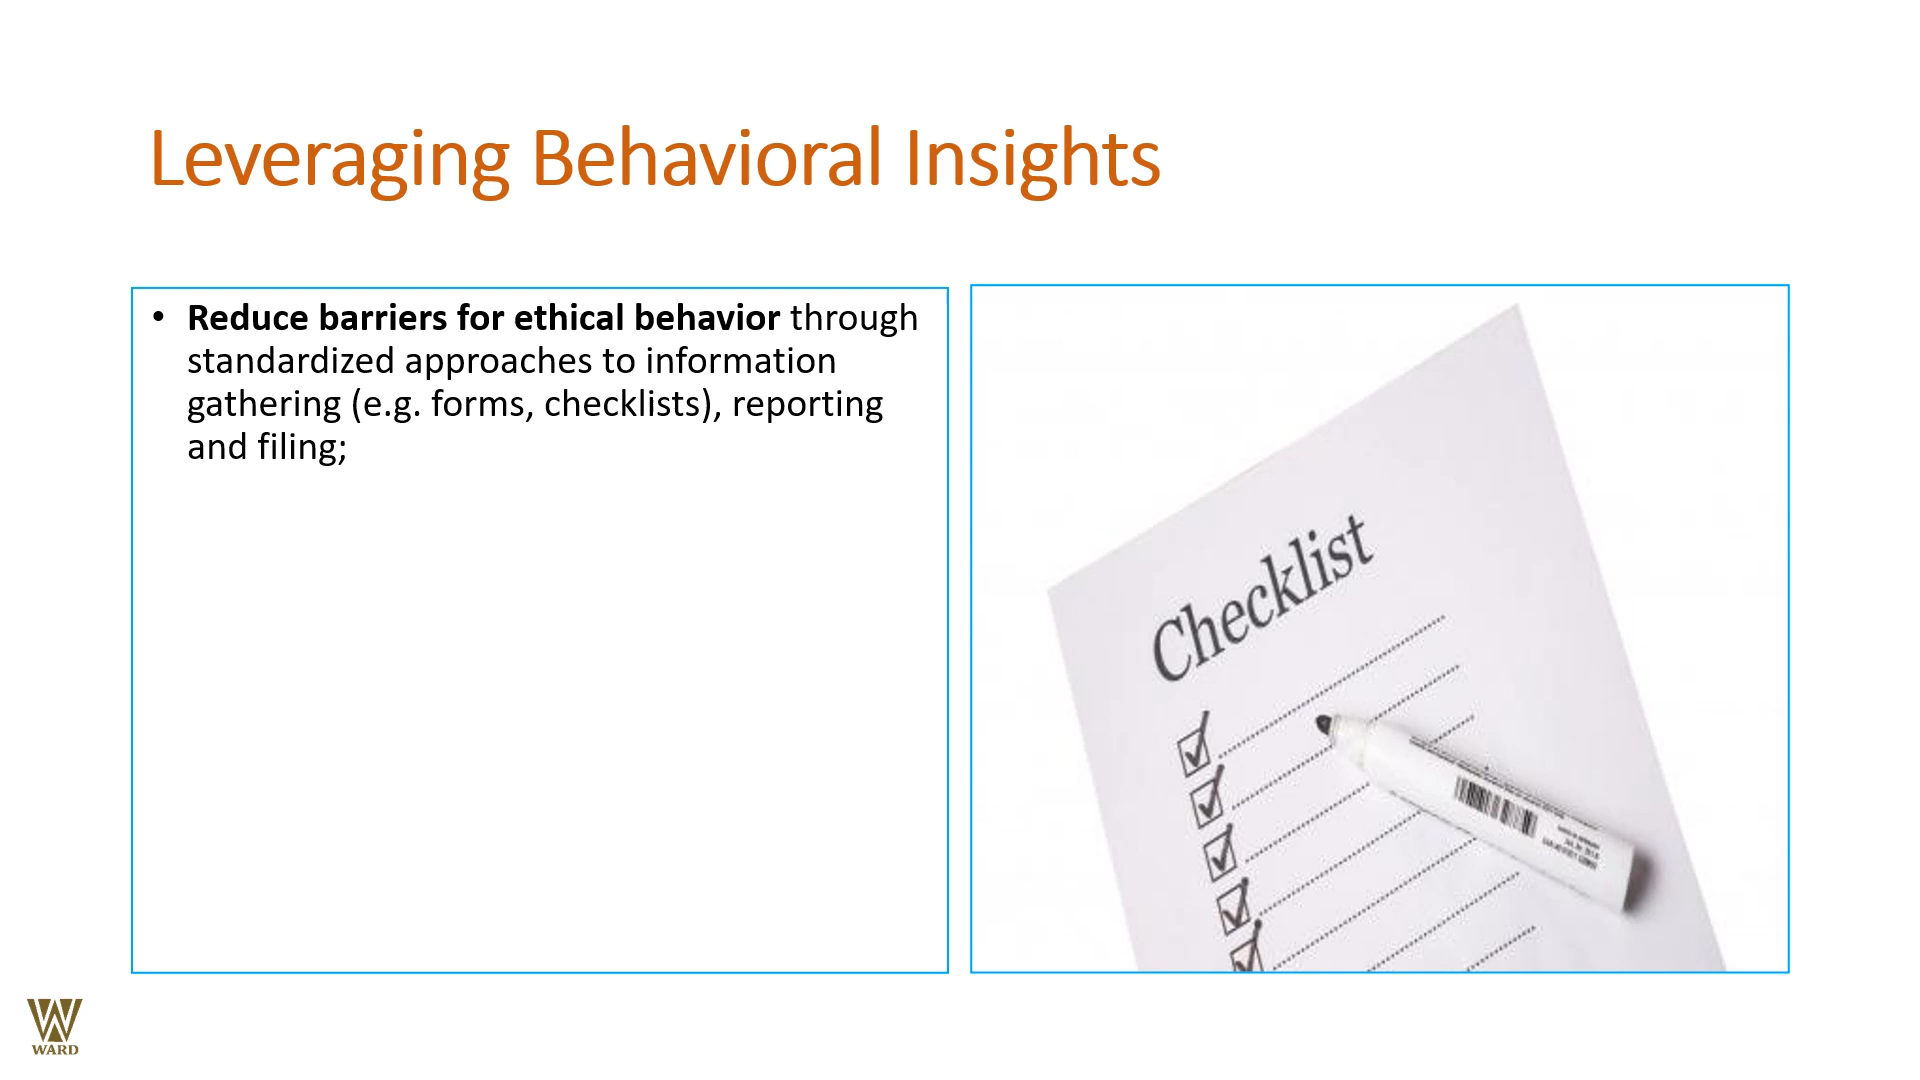 Leveraging Behavioral Insights
• Reduce barriers for ethical behavior through
standardized approaches to information
gathering (e.g. forms, checklists), reporting
and filing;
Checklist
WARD